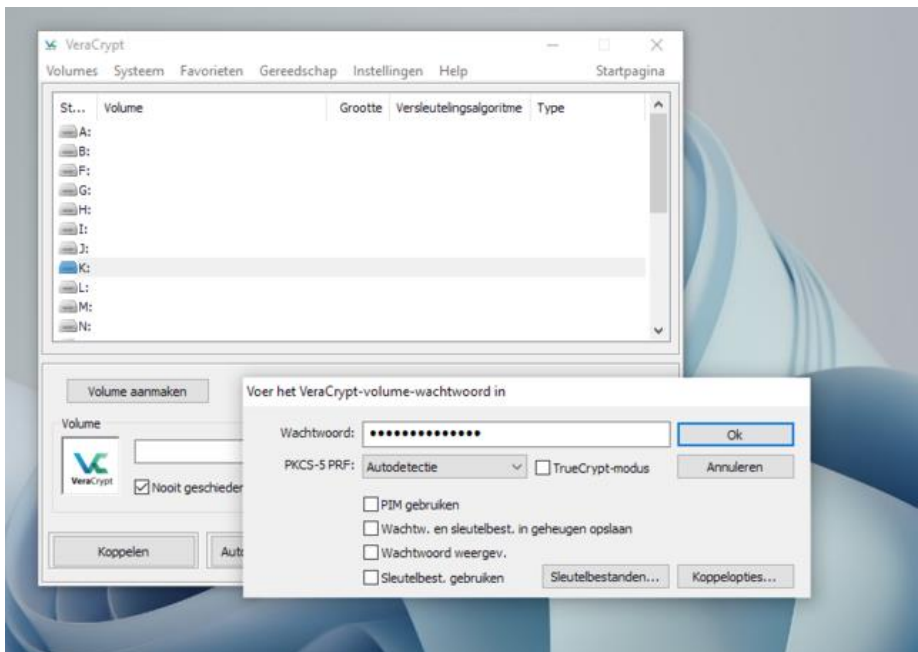 VeraCrypt
Volumes Systeem Favorieten Gereedschap Instellingen Help Startpagina
St... Volume Grootte Versleutelingsalgoritme Type
A:
B:
F:
G:
H:
I:
J:
K:
L:
M:
N:
Volume aanmaken
Volume
VeraCrypt
Nooit geschieden
Koppelen Auto
Voer het VeraCrypt-volume-wachtwoord in
Wachtwoord: ●●●●●●●●●●●●●● Ok
PKCS-5 PRF: Autodetectie TrueCrypt-modus Annuleren
PIM gebruiken
Wachtw. en sleutelbest. in geheugen opslaan
Wachtwoord weergev.
Sleutelbest. gebruiken Sleutelbestanden... Koppelopties...